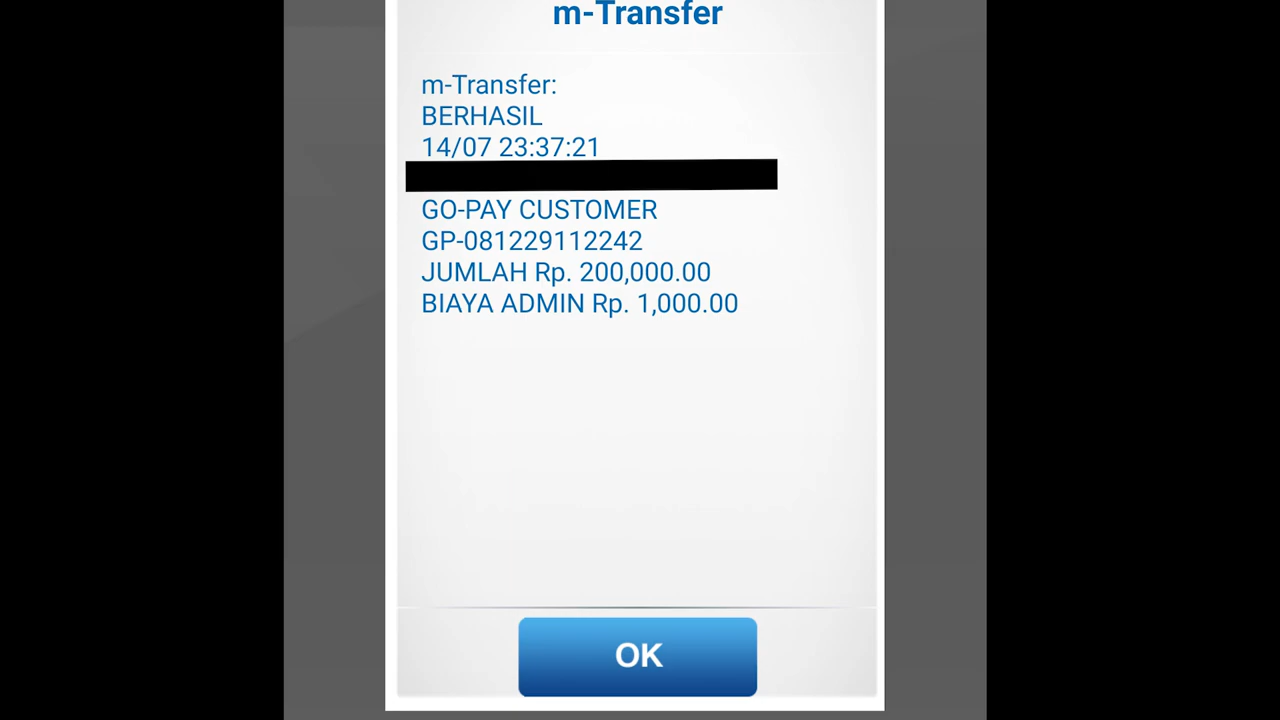 m-Transfer
m-Transfer:
BERHASIL
14/07 23:37:21
GO-PAY CUSTOMER
GP-081229112242
JUMLAH Rp. 200,000.00
BIAYA ADMIN Rp. 1,000.00
OK